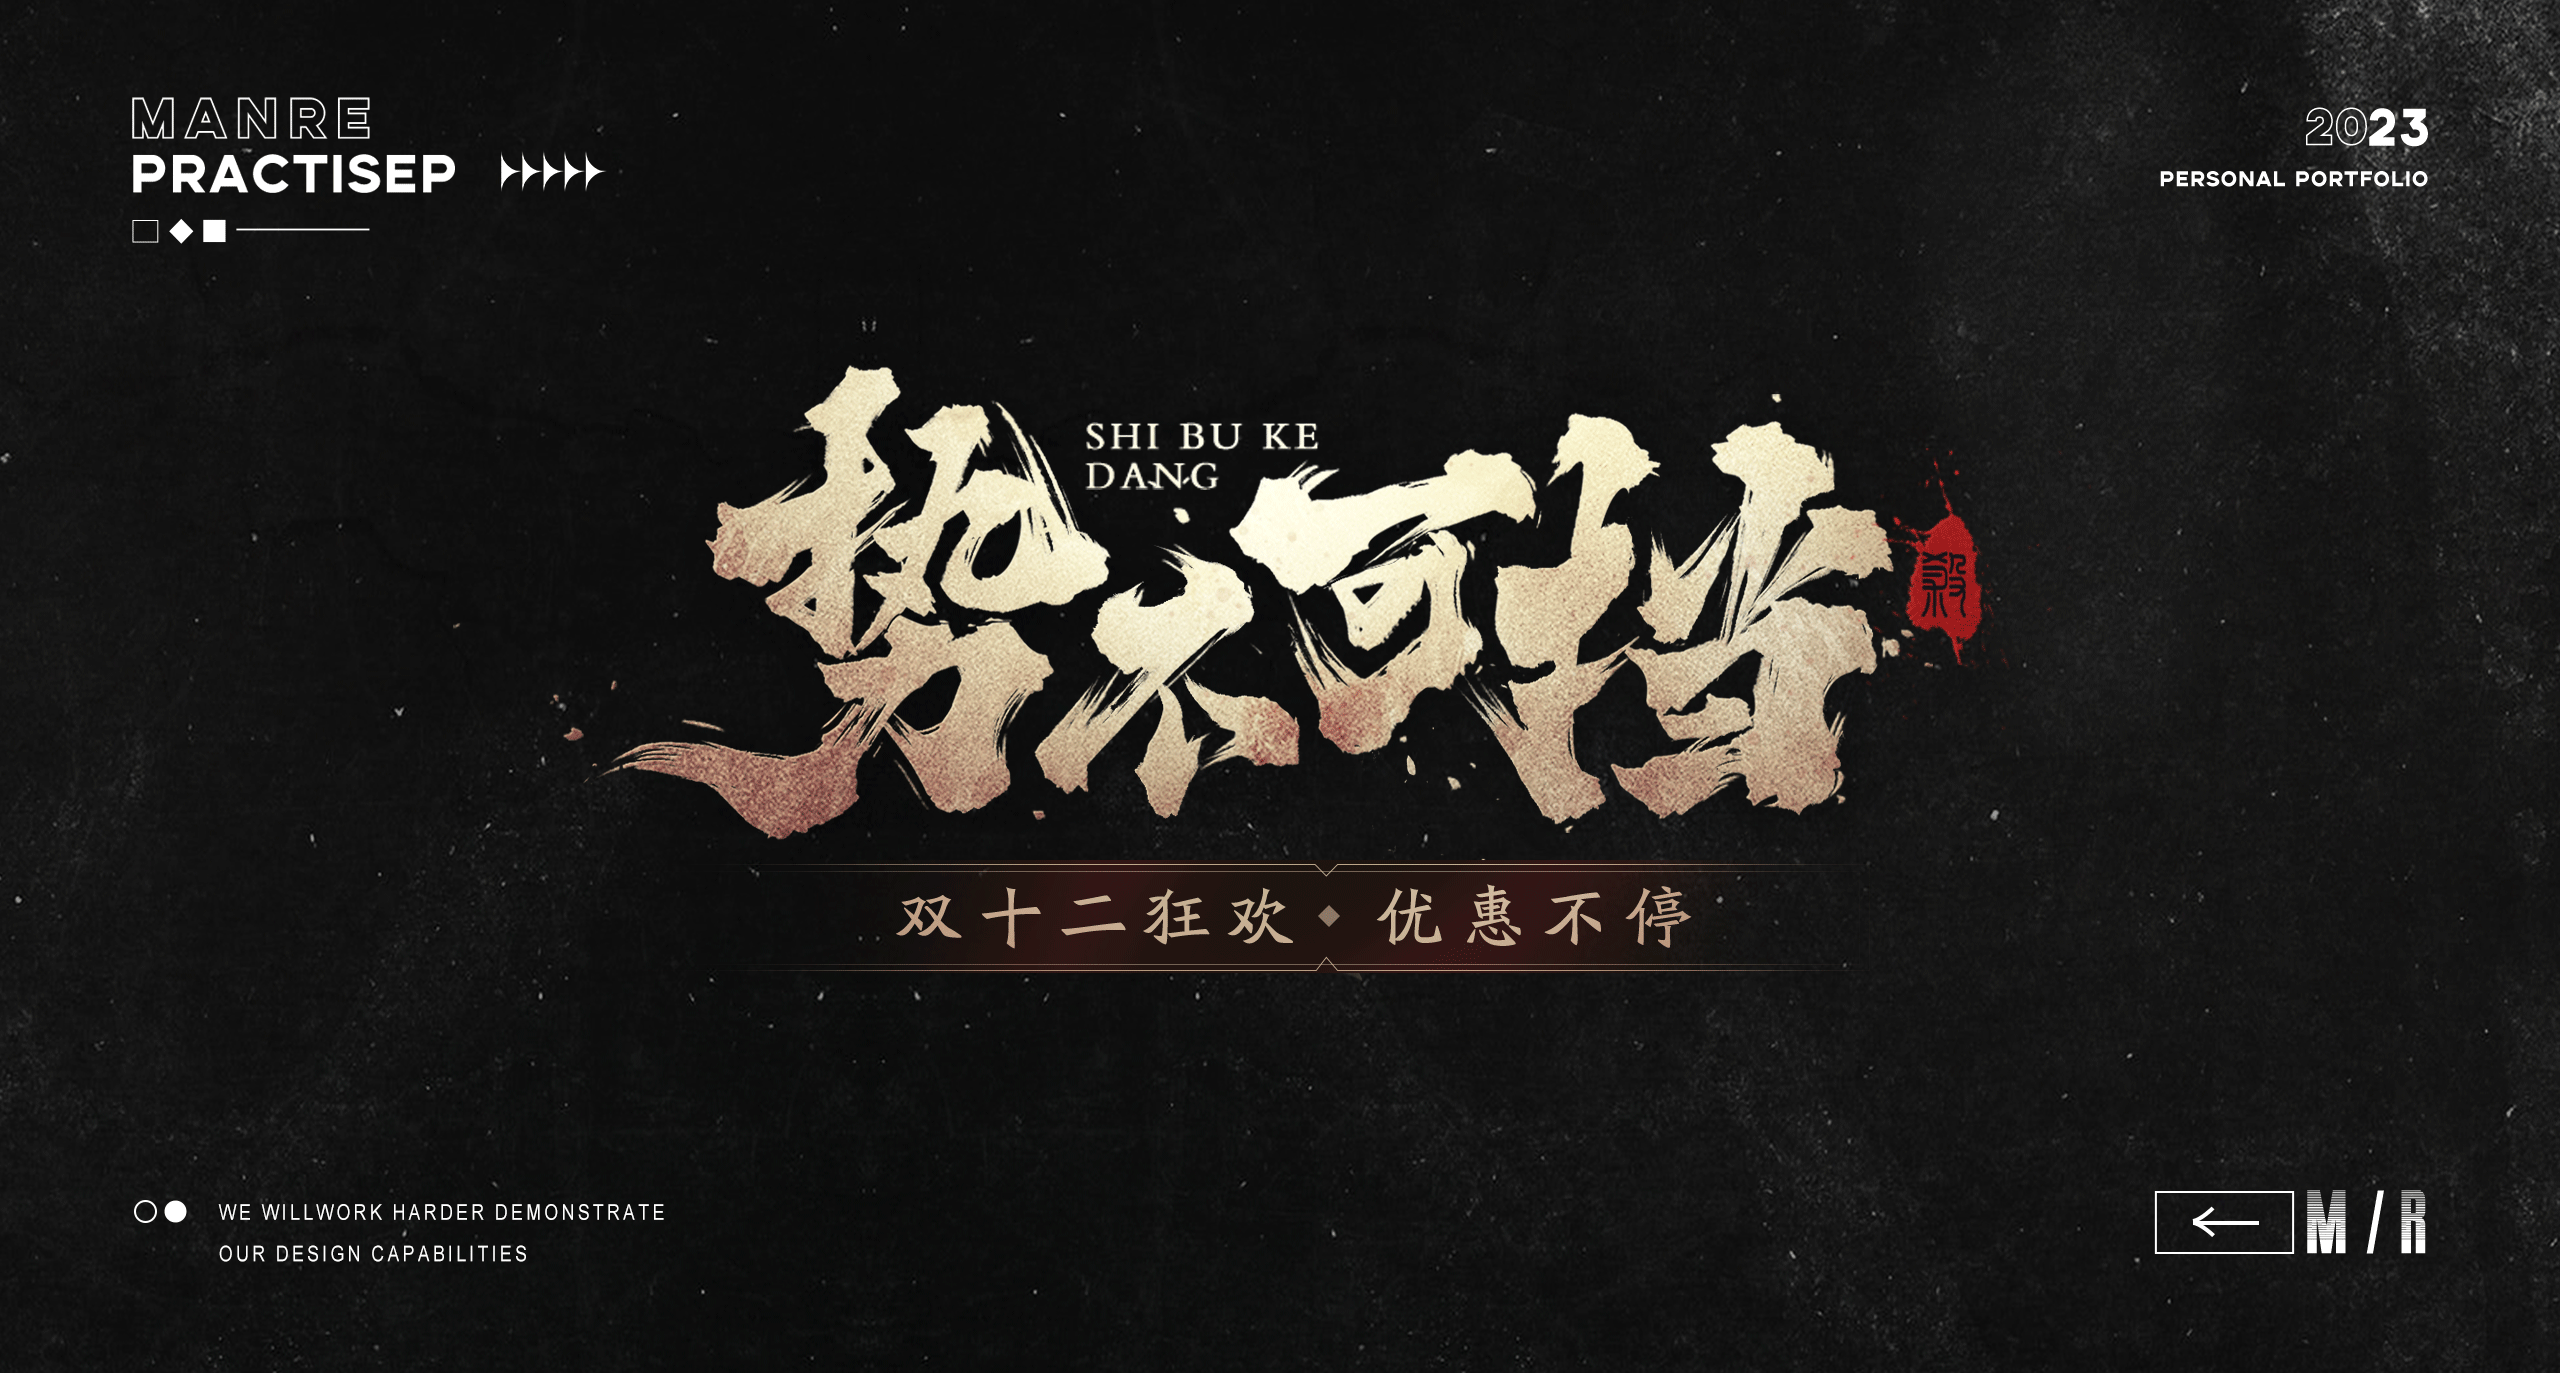 MANRE
PRACTISEP
2023
PERSONAL PORTFOLIO
SHI BU KE
DANG
势不可挡
殺
双十二狂欢◆优惠不停
WE WILLWORK HARDER DEMONSTRATE
OUR DESIGN CAPABILITIES
M / R